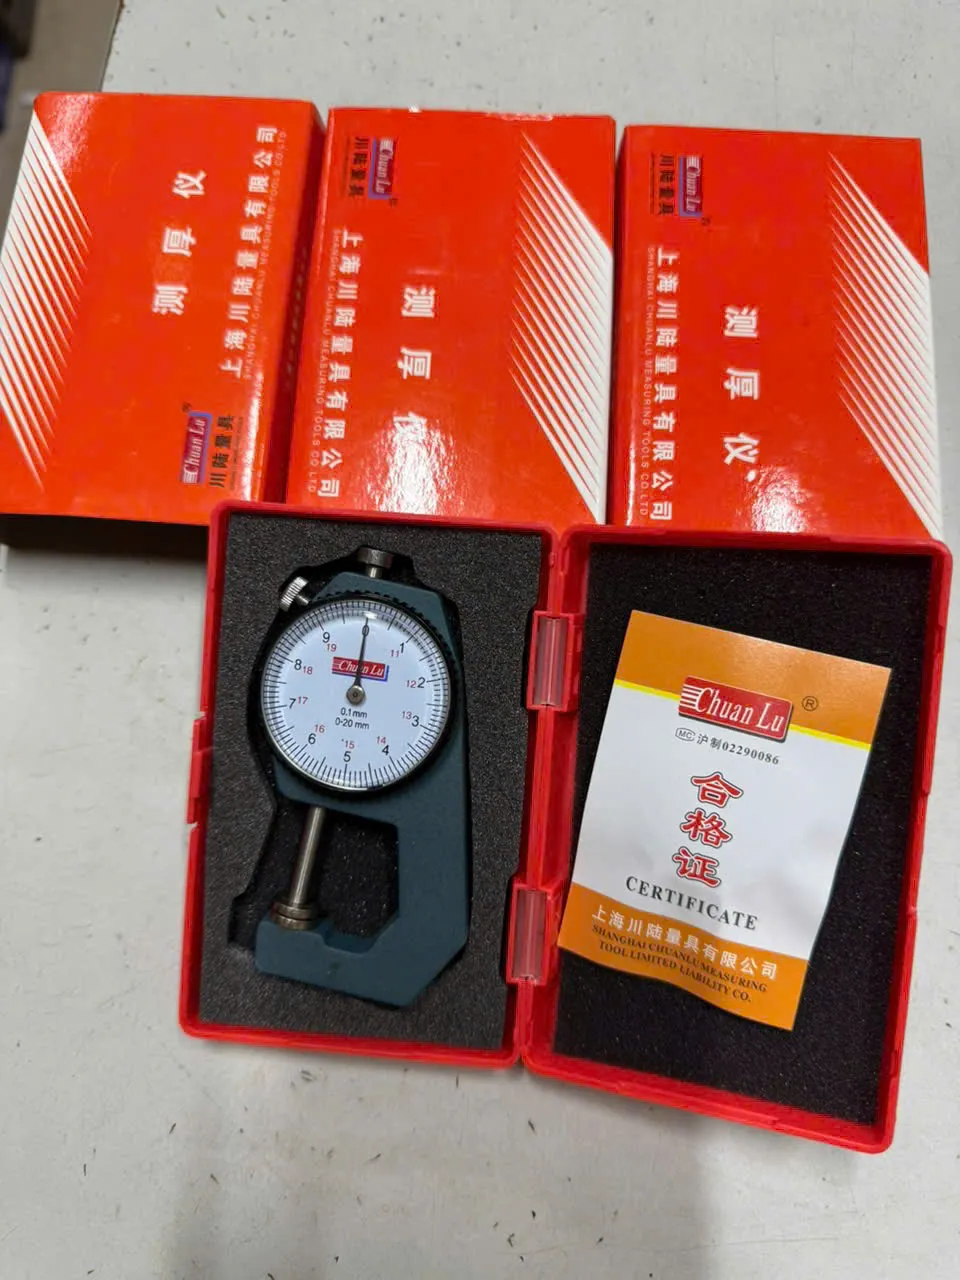 测厚仪
上海川陆量具有限公司
SHANGHAI CHUANLU MEASURING TOOLS CO.LTD.
Chuan Lu®
川陆量具
Chuan Lu®
川陆量具
上海川陆量具有限公司
SHANGHAI CHUANLU MEASURING TOOLS CO.LTD.
测厚仪
Chuan Lu®
川陆量具
上海川陆量具有限公司
SHANGHAI CHUANLU MEASURING TOOLS CO.LTD.
测厚仪
0 1 2 3 4 5 6 7 8 9
11 12 13 14 15 16 17 18 19
Chuan Lu
0.1mm
0-20 mm
Chuan Lu ®
MC 沪制02290086
合
格
证
CERTIFICATE
上海川陆量具有限公司
SHANGHAI CHUANLU MEASURING
TOOL LIMITED LIABILITY CO.